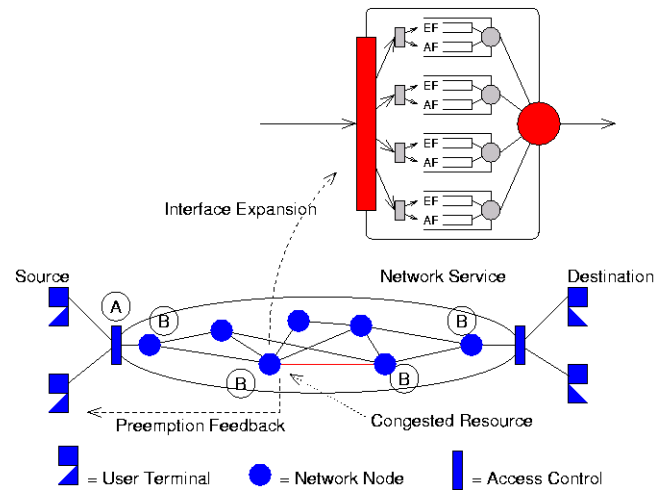 EF
AF
EF
AF
EF
AF
EF
AF
Interface Expansion
Source
Network Service
Destination
A
B
B
B
B
Preemption Feedback
Congested Resource
= User Terminal
= Network Node
= Access Control